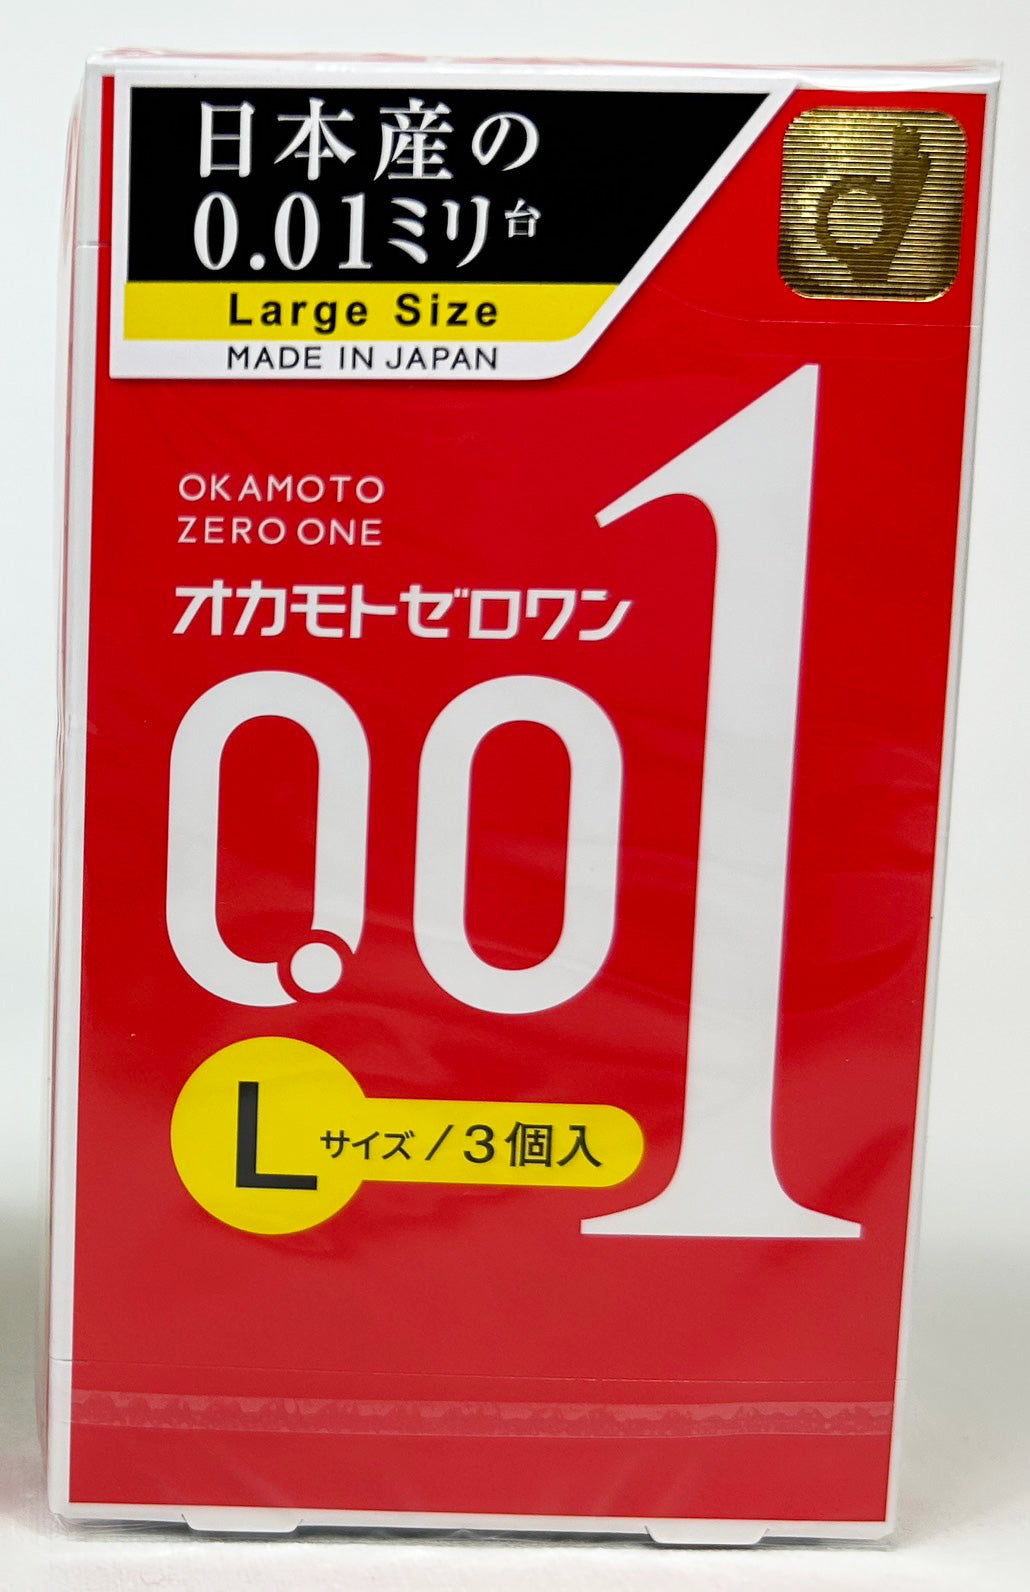 日本産の
0.01ミリ台
Large Size
MADE IN JAPAN
OKAMOTO
ZERO ONE
オカモトゼロワン
0.01
Lサイズ/3個入